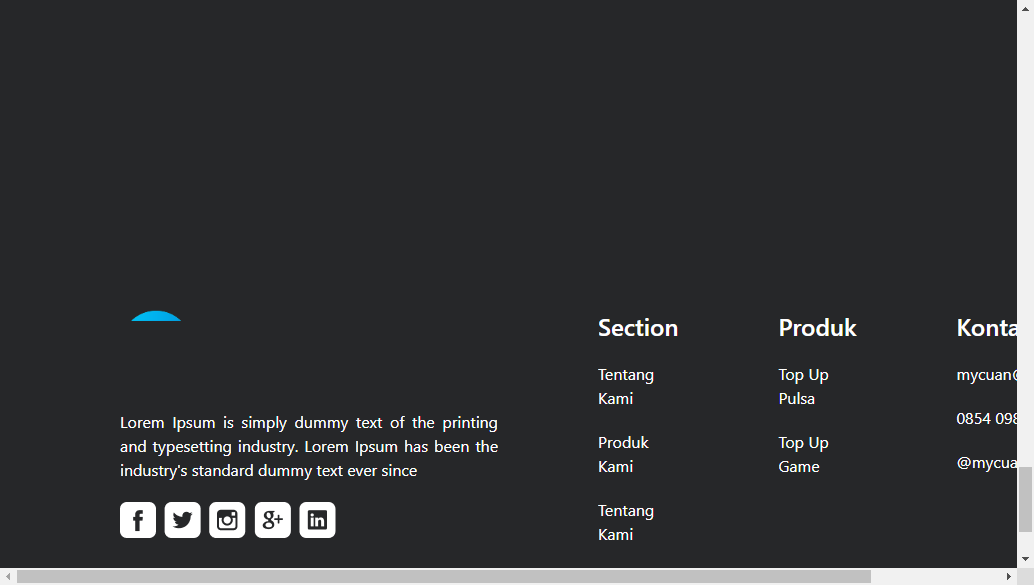 Lorem Ipsum is simply dummy text of the printing
and typesetting industry. Lorem Ipsum has been the
industry's standard dummy text ever since
f
g+
in
Section
Tentang
Kami
Produk
Kami
Tentang
Kami
Produk
Top Up
Pulsa
Top Up
Game
Konta
mycuan@
0854 098
@mycua